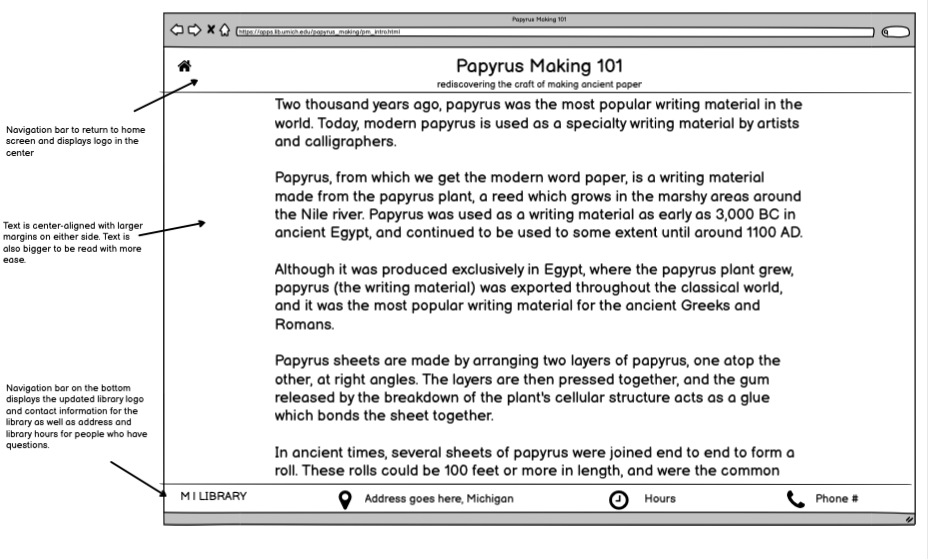 Papyrus Making 101
https://apps.lib.umich.edu/papyrus_making/pm_intro.html
Papyrus Making 101
rediscovering the craft of making ancient paper
Navigation bar to return to home
screen and displays logo in the
center
Two thousand years ago, papyrus was the most popular writing material in the
world. Today, modern papyrus is used as a specialty writing material by artists
and calligraphers.
Papyrus, from which we get the modern word paper, is a writing material
made from the papyrus plant, a reed which grows in the marshy areas around
the Nile river. Papyrus was used as a writing material as early as 3,000 BC in
ancient Egypt, and continued to be used to some extent until around 1100 AD.
Text is center-aligned with larger
margins on either side. Text is
also bigger to be read with more
ease.
Although it was produced exclusively in Egypt, where the papyrus plant grew,
papyrus (the writing material) was exported throughout the classical world,
and it was the most popular writing material for the ancient Greeks and
Romans.
Papyrus sheets are made by arranging two layers of papyrus, one atop the
other, at right angles. The layers are then pressed together, and the gum
released by the breakdown of the plant's cellular structure acts as a glue
which bonds the sheet together.
In ancient times, several sheets of papyrus were joined end to end to form a
roll. These rolls could be 100 feet or more in length, and were the common
Navigation bar on the bottom
displays the updated library logo
and contact information for the
library as well as address and
library hours for people who have
questions.
M I LIBRARY
Address goes here, Michigan
Hours
Phone #